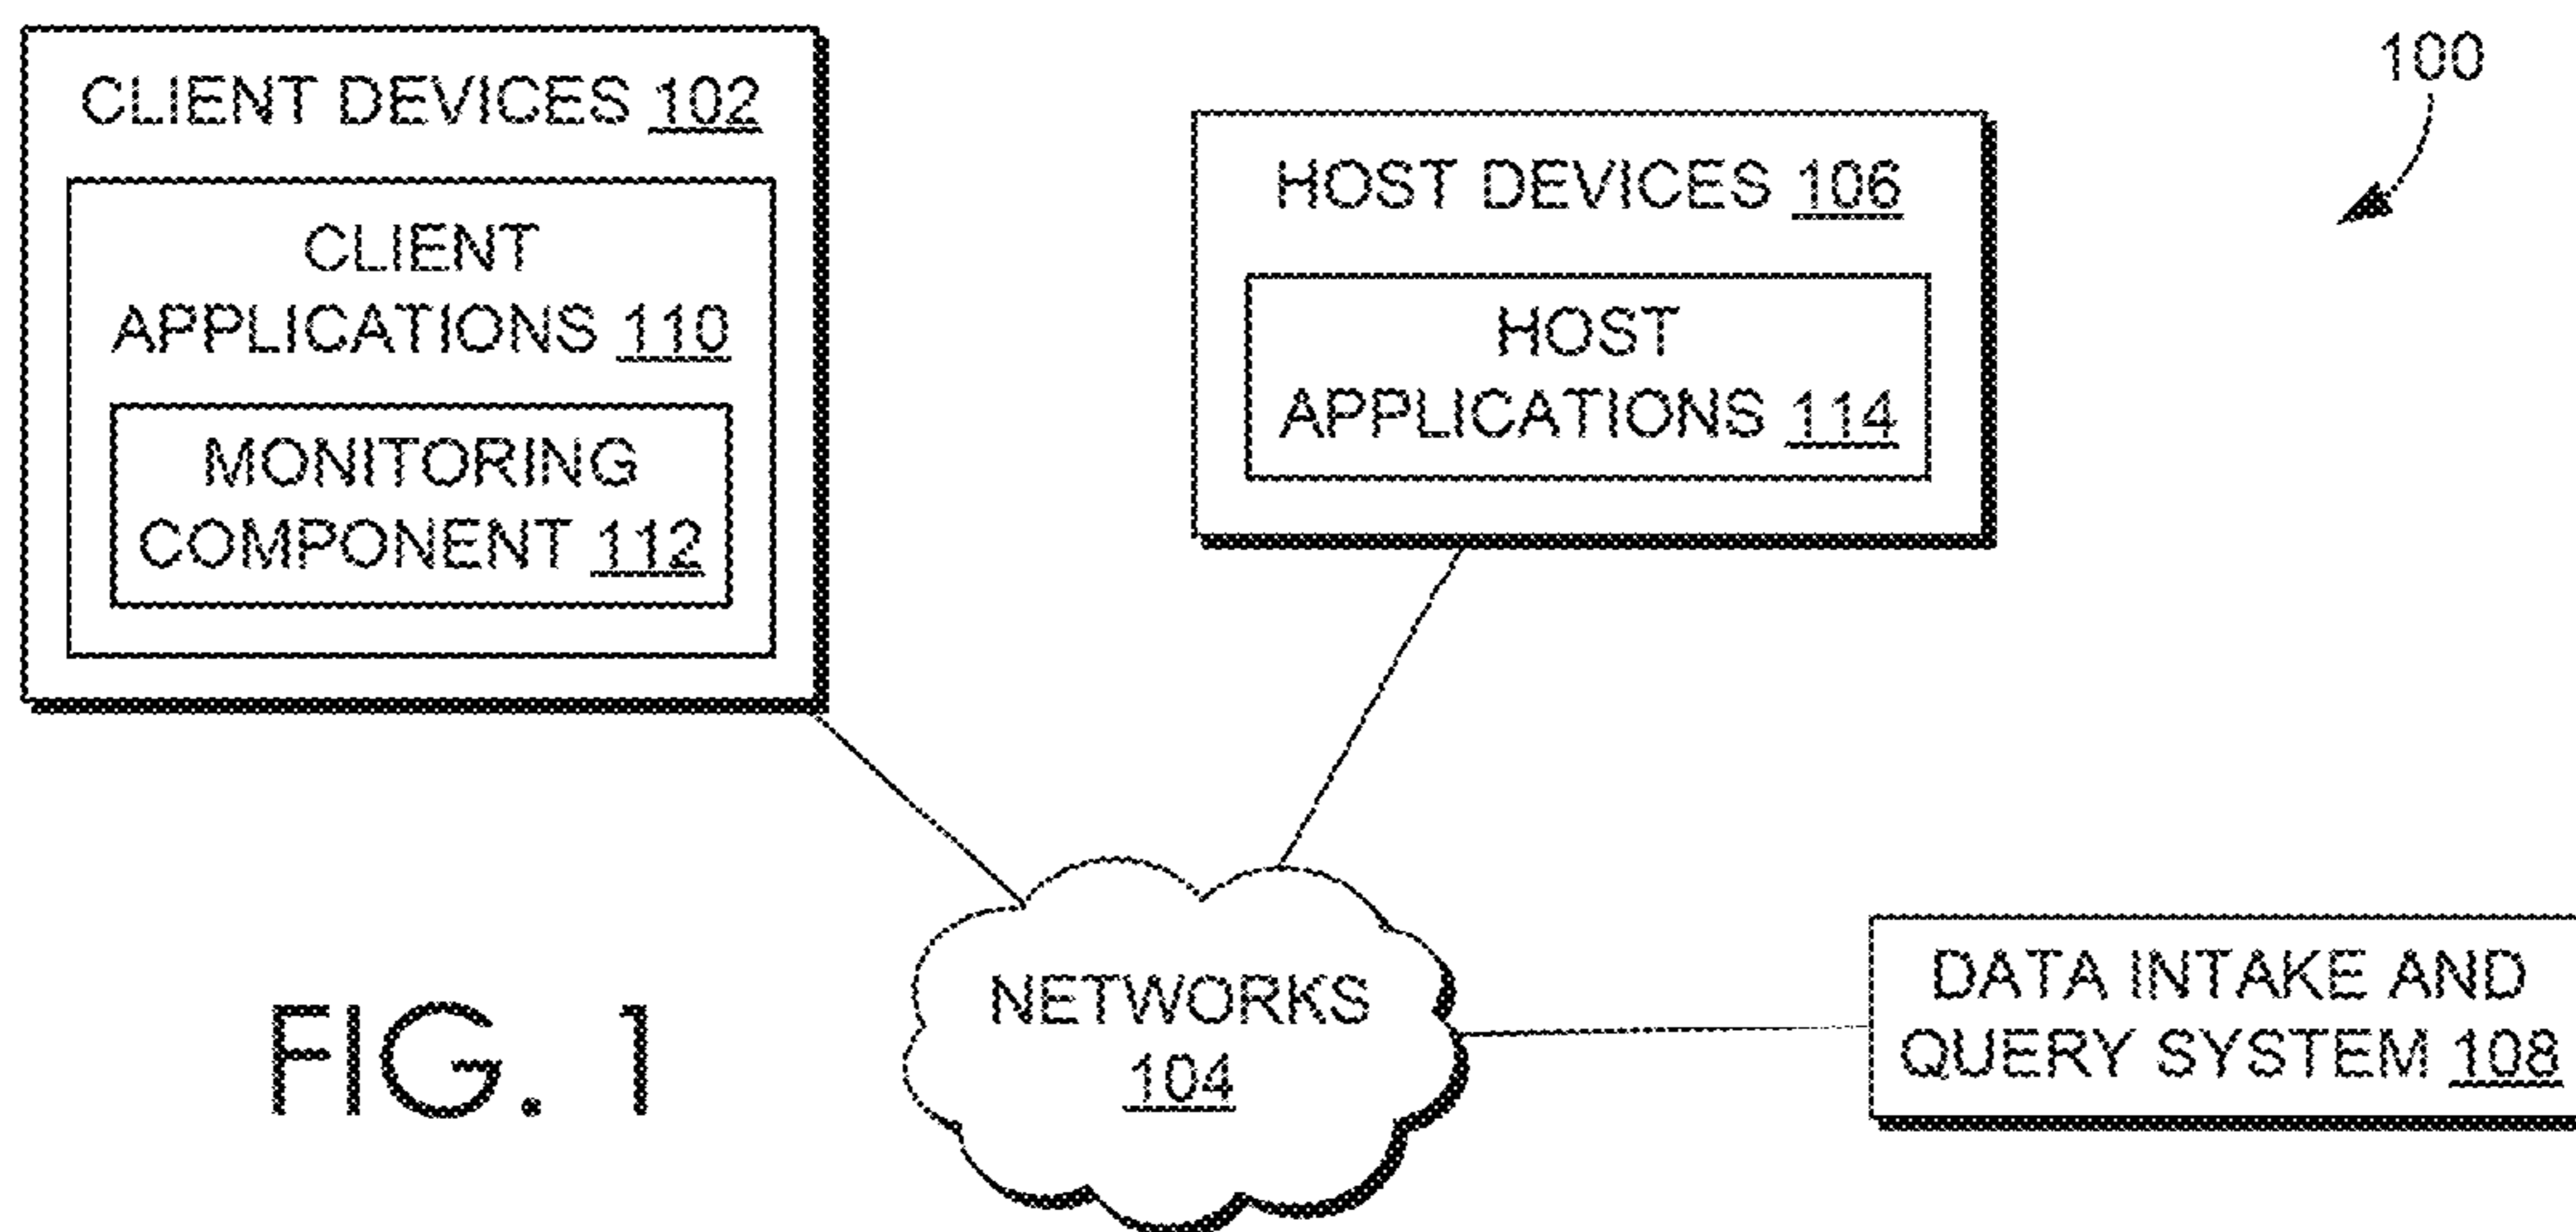 100
CLIENT DEVICES 102
CLIENT
APPLICATIONS 110
MONITORING
COMPONENT 112
HOST DEVICES 106
HOST
APPLICATIONS 114
NETWORKS
104
DATA INTAKE AND
QUERY SYSTEM 108
FIG. 1